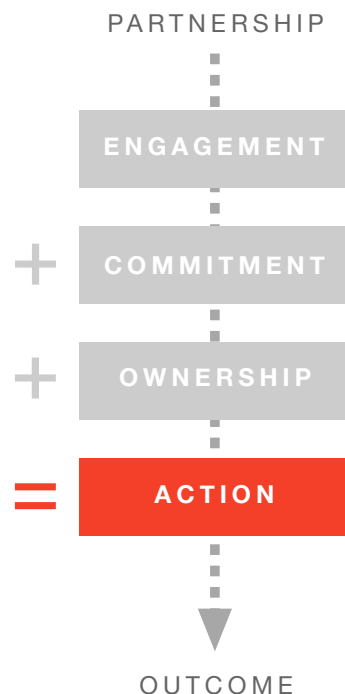 PARTNERSHIP
ENGAGEMENT
+ COMMITMENT
+ OWNERSHIP
= ACTION
OUTCOME